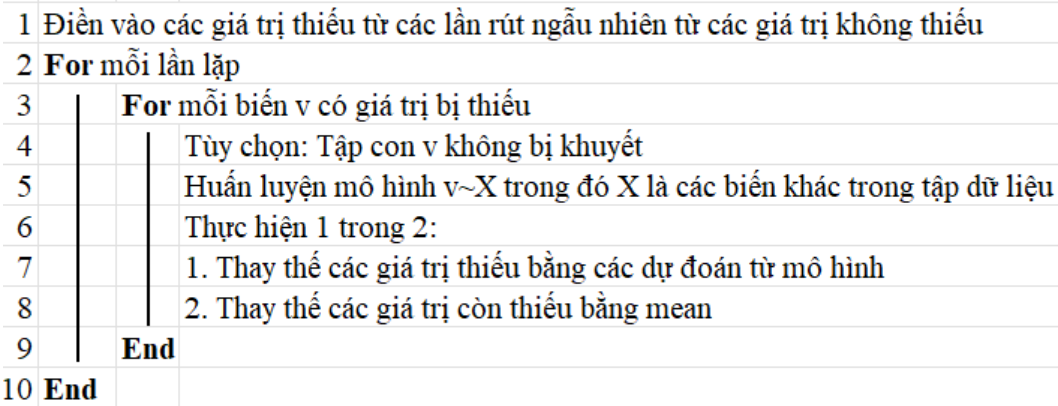 1 Điền vào các giá trị thiếu từ các lần rút ngẫu nhiên từ các giá trị không thiếu
2 For mỗi lần lặp
3 For mỗi biến v có giá trị bị thiếu
4 Tùy chọn: Tập con v không bị khuyết
5 Huấn luyện mô hình v~X trong đó X là các biến khác trong tập dữ liệu
6 Thực hiện 1 trong 2:
7 1. Thay thế các giá trị thiếu bằng các dự đoán từ mô hình
8 2. Thay thế các giá trị còn thiếu bằng mean
9 End
10 End